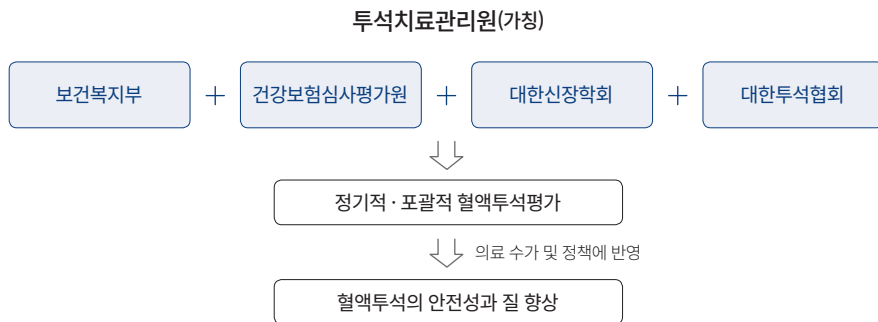 투석치료관리원(가칭)
보건복지부 + 건강보험심사평가원 + 대한신장학회 + 대한투석협회
정기적 · 포괄적 혈액투석평가
의료 수가 및 정책에 반영
혈액투석의 안전성과 질 향상